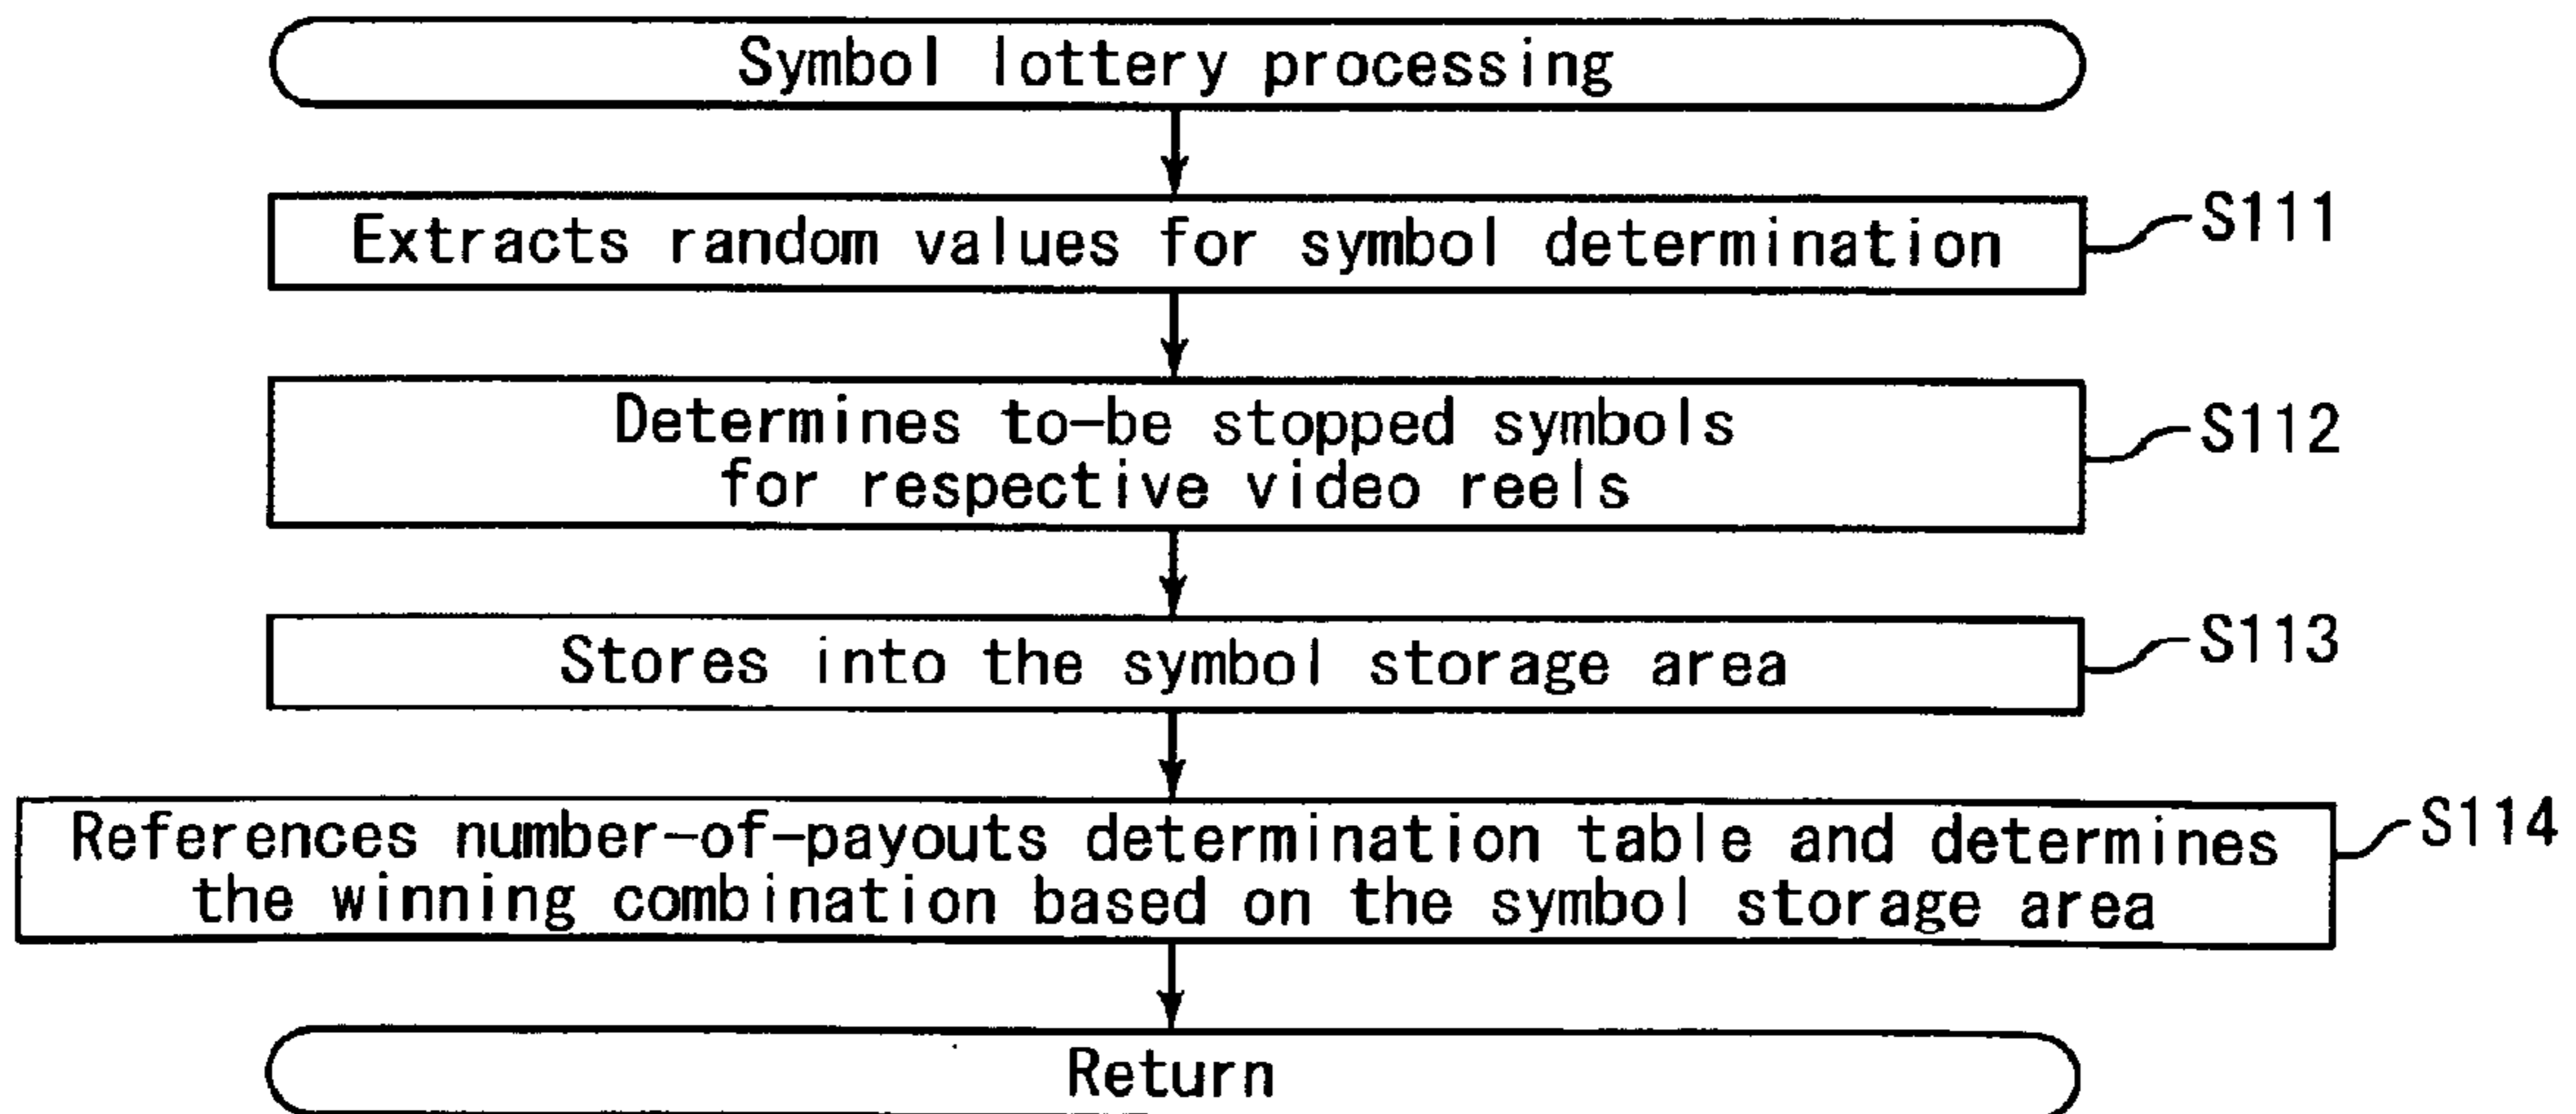 Symbol lottery processing
Extracts random values for symbol determination
S111
Determines to-be stopped symbols
for respective video reels
S112
Stores into the symbol storage area
S113
References number-of-payouts determination table and determines
the winning combination based on the symbol storage area
S114
Return